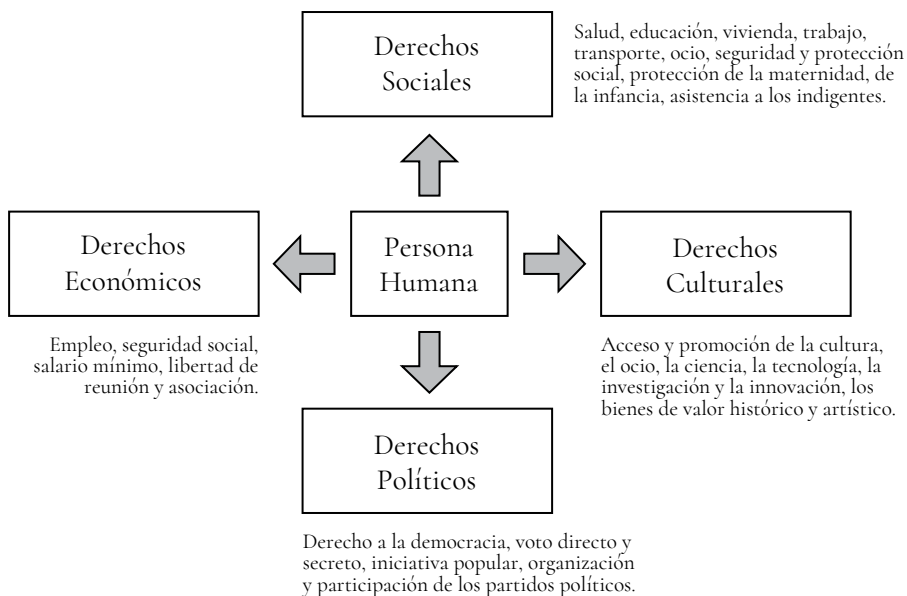 Derechos
Sociales
Salud, educación, vivienda, trabajo,
transporte, ocio, seguridad y protección
social, protección de la maternidad, de
la infancia, asistencia a los indigentes.
Derechos
Económicos
Empleo, seguridad social,
salario mínimo, libertad de
reunión y asociación.
Persona
Humana
Derechos
Culturales
Acceso y promoción de la cultura,
el ocio, la ciencia, la tecnología, la
investigación y la innovación, los
bienes de valor histórico y artístico.
Derechos
Políticos
Derecho a la democracia, voto directo y
secreto, iniciativa popular, organización
y participación de los partidos políticos.